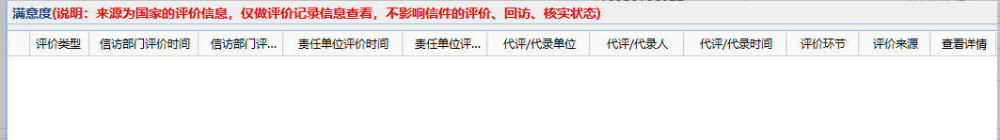 满意度(说明：来源为国家的评价信息，仅做评价记录信息查看，不影响信件的评价、回访、核实状态)
评价类型 信访部门评价时间 信访部门评... 责任单位评价时间 责任单位评... 代评/代录单位 代评/代录人 代评/代录时间 评价环节 评价来源 查看详情